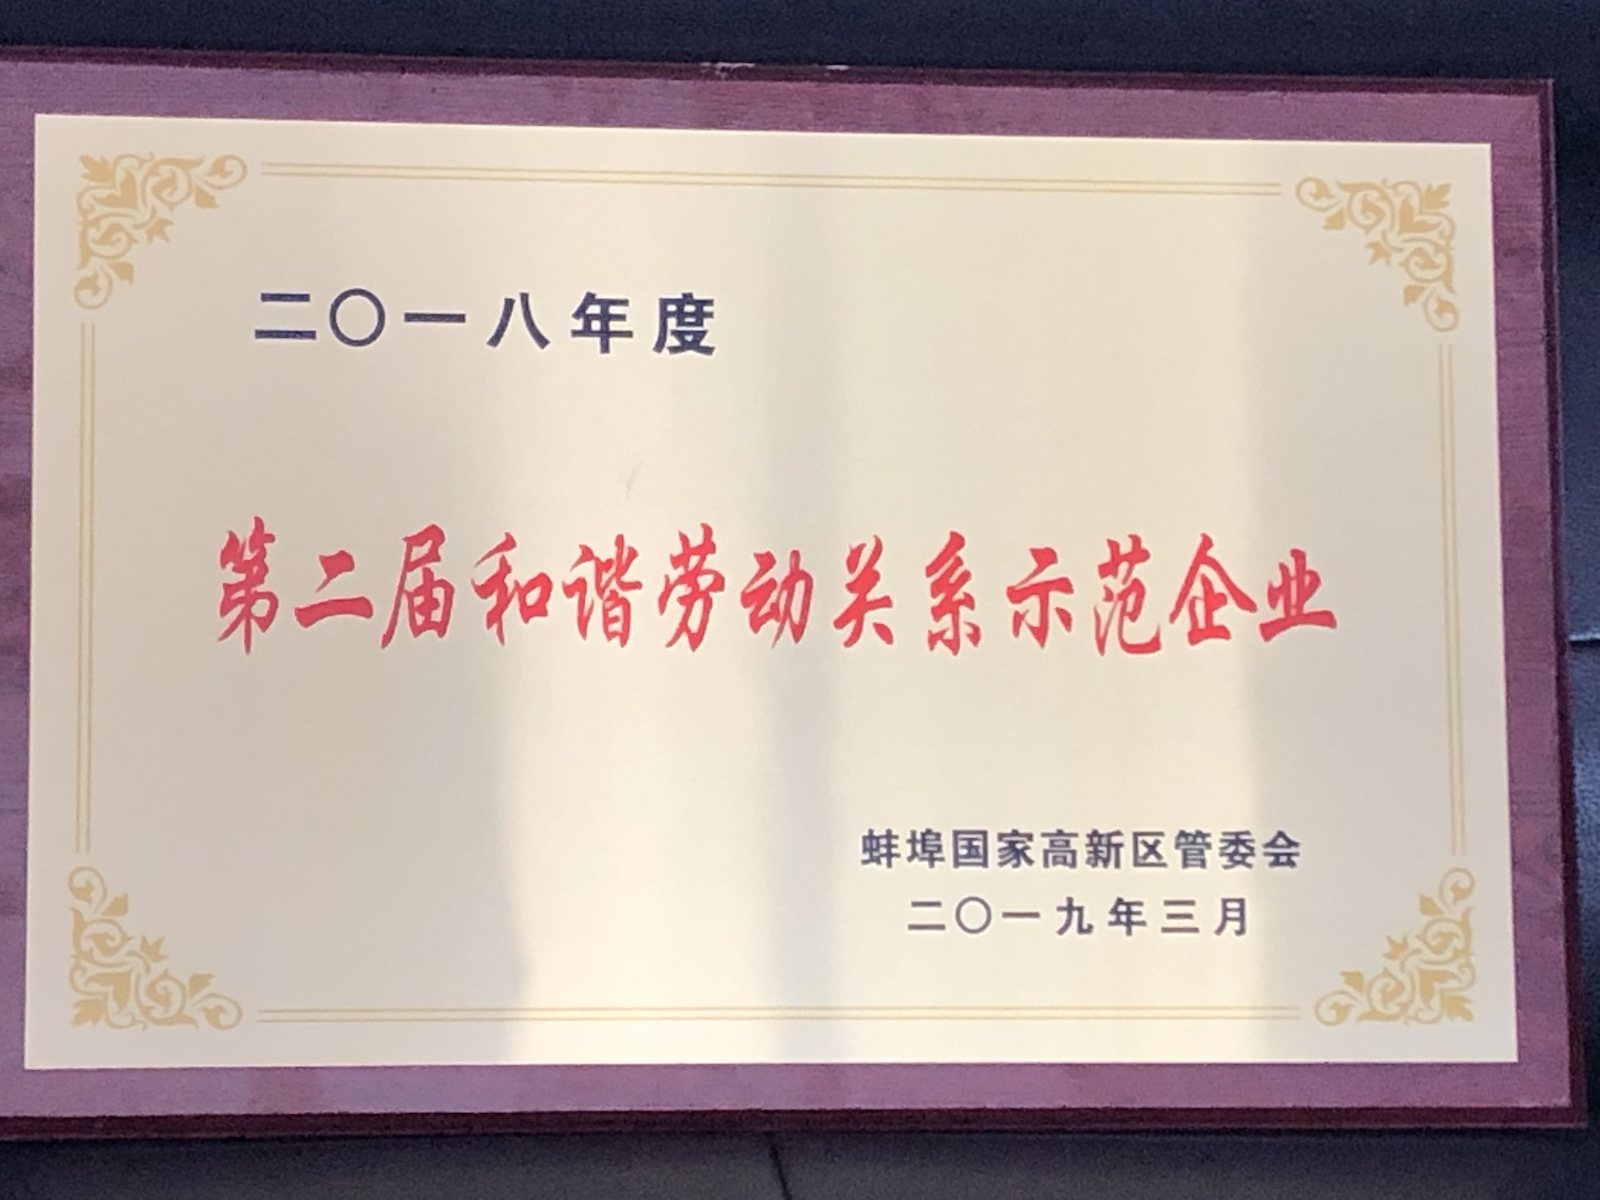 二〇一八年度
第二届和谐劳动关系示范企业
蚌埠国家高新区管委会
二〇一九年三月